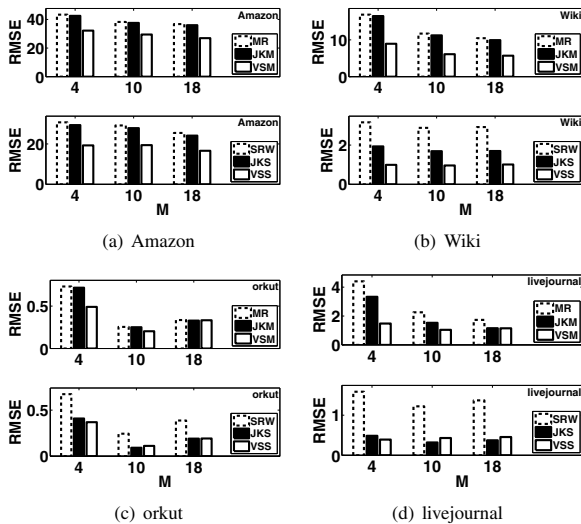 RMSE
40
20
0
Amazon
MR
JKM
VSM
4 10 18
RMSE
20
0
Amazon
SRW
JKS
VSS
4 10 18
M
(a) Amazon
RMSE
10
0
Wiki
MR
JKM
VSM
4 10 18
RMSE
2
0
Wiki
SRW
JKS
VSS
4 10 18
M
(b) Wiki
RMSE
0.5
0
orkut
MR
JKM
VSM
4 10 18
RMSE
0.5
0
orkut
SRW
JKS
VSS
4 10 18
M
(c) orkut
RMSE
4
2
0
livejournal
MR
JKM
VSM
4 10 18
RMSE
1
0
livejournal
SRW
JKS
VSS
4 10 18
M
(d) livejournal